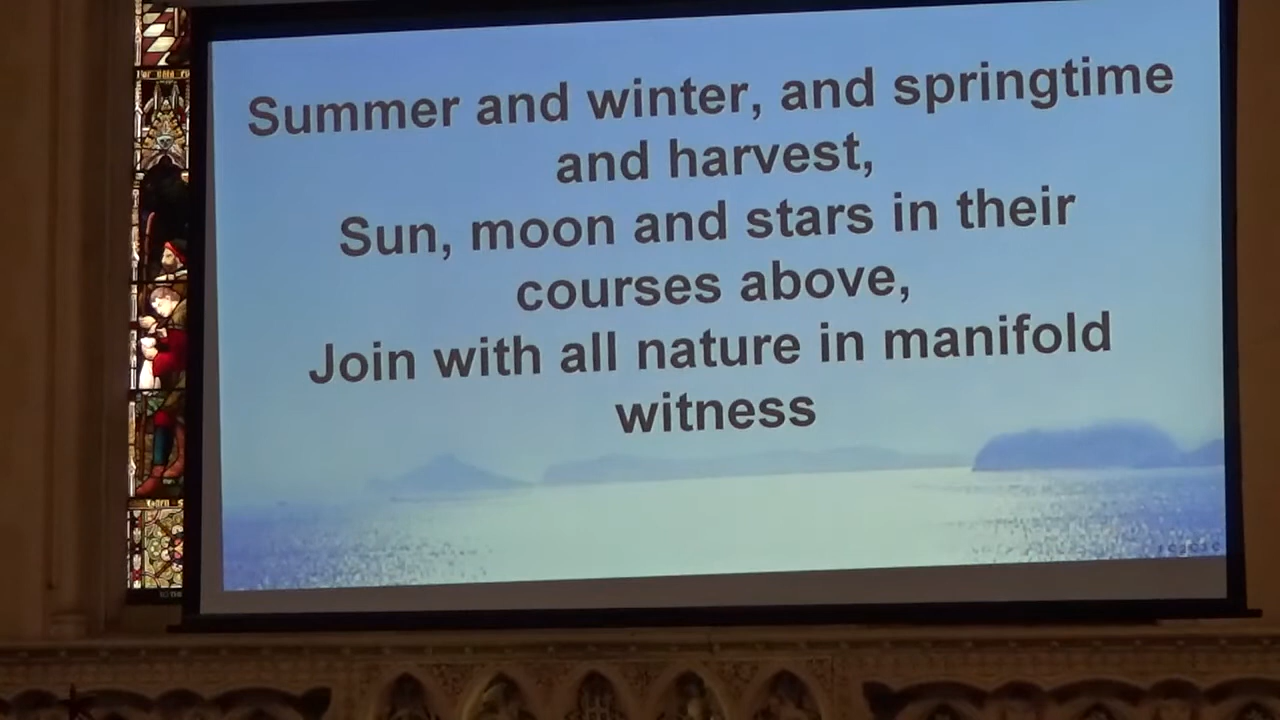 Summer and winter, and springtime
and harvest,
Sun, moon and stars in their
courses above,
Join with all nature in manifold
witness